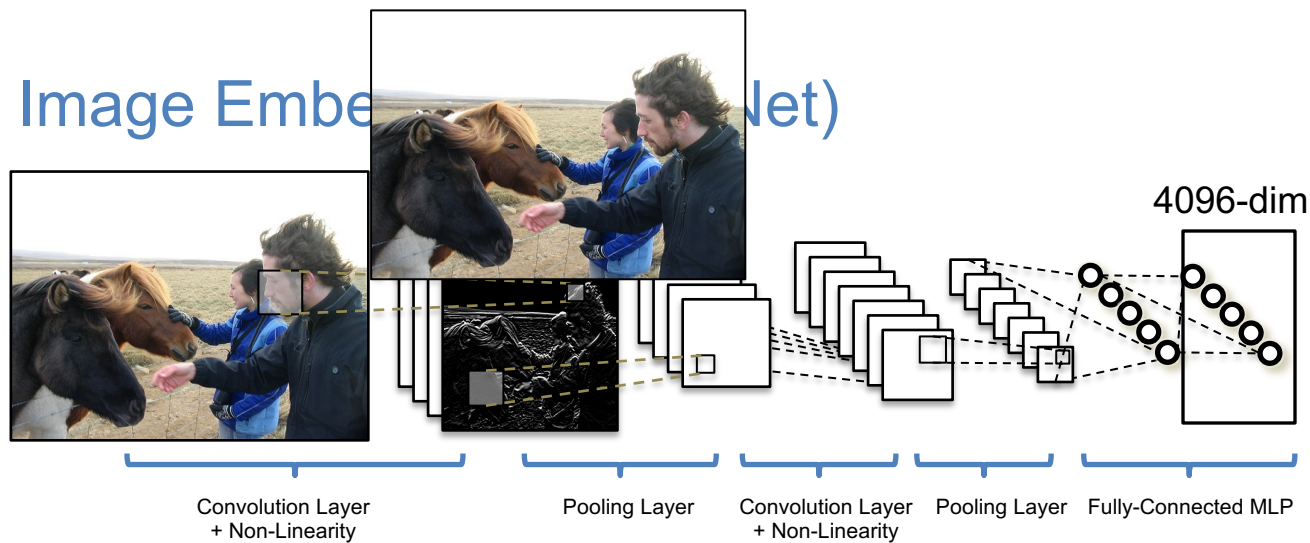 Image Embe Net)
4096-dim
Convolution Layer
+ Non-Linearity
Pooling Layer
Convolution Layer
+ Non-Linearity
Pooling Layer
Fully-Connected MLP